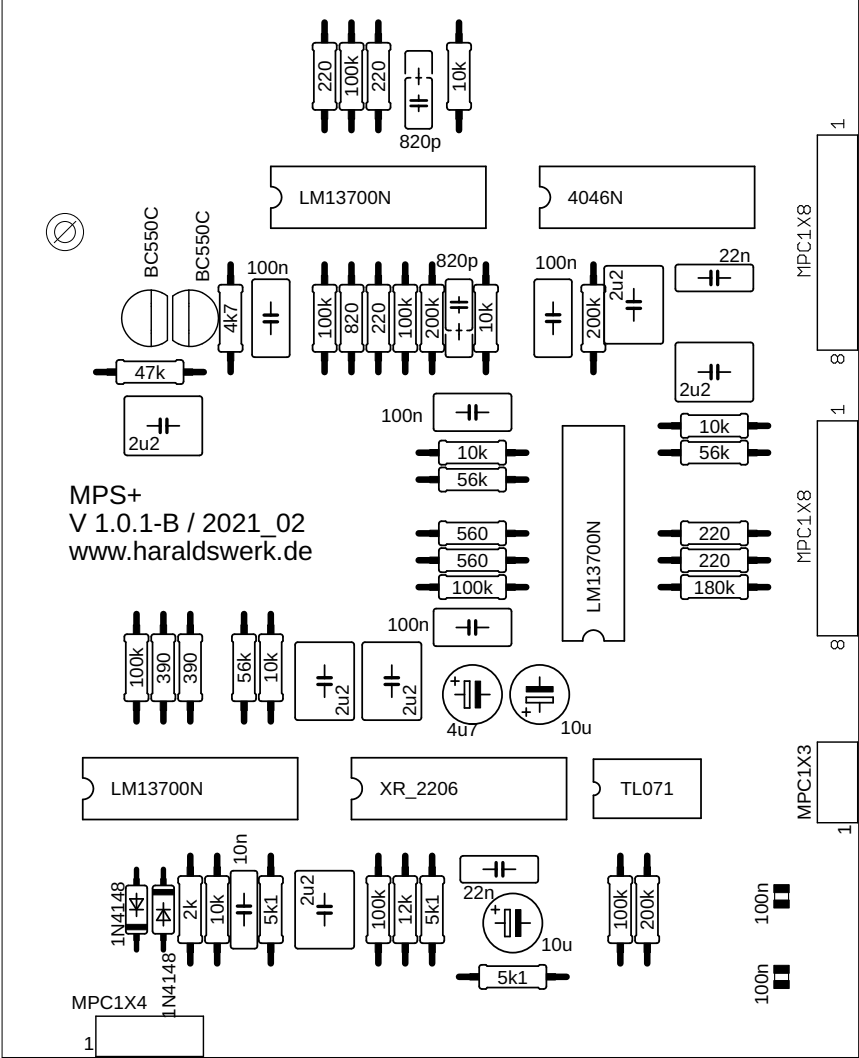 220
100k
220
10k
820p
LM13700N
4046N
1
MPC1X8
8
BC550C
BC550C
4k7
100n
100k
820
220
100k
200k
820p
10k
100n
200k
2u2
22n
2u2
47k
2u2
100n
10k
56k
10k
56k
1
MPC1X8
8
MPS+
V 1.0.1-B / 2021_02
www.haraldswerk.de
560
560
100k
LM13700N
220
220
180k
100n
100k
390
390
56k
10k
2u2
2u2
+
4u7
+
10u
LM13700N
XR_2206
TL071
MPC1X3
1
1N4148
1N4148
2k
10k
10n
5k1
2u2
100k
12k
5k1
22n
+
10u
5k1
100k
200k
100n
100n
MPC1X4
1